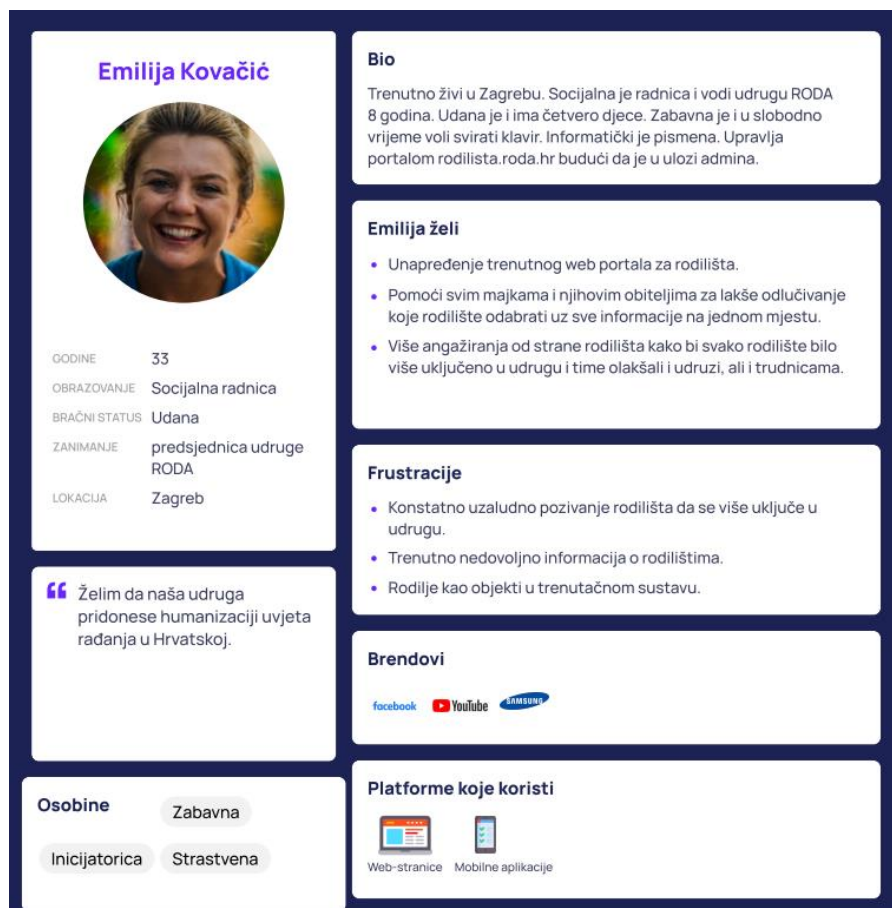 Emilija Kovačić
GODINE 33
OBRAZOVANJE Socijalna radnica
BRAČNI STATUS Udana
ZANIMANJE predsjednica udruge
RODA
LOKACIJA Zagreb
Želim da naša udruga
pridonese humanizaciji uvjeta
rađanja u Hrvatskoj.
Osobine
Zabavna
Inicijatorica
Strastvena
Bio
Trenutno živi u Zagrebu. Socijalna je radnica i vodi udrugu RODA
8 godina. Udana je i ima četvero djece. Zabavna je i u slobodno
vrijeme voli svirati klavir. Informatički je pismena. Upravlja
portalom rodilista.roda.hr budući da je u ulozi admina.
Emilija želi
• Unapređenje trenutnog web portala za rodilišta.
• Pomoći svim majkama i njihovim obiteljima za lakše odlučivanje
koje rodilište odabrati uz sve informacije na jednom mjestu.
• Više angažiranja od strane rodilišta kako bi svako rodilište bilo
više uključeno u udrugu i time olakšali i udruzi, ali i trudnicama.
Frustracije
• Konstatno uzaludno pozivanje rodilišta da se više uključe u
udrugu.
• Trenutno nedovoljno informacija o rodilištima.
• Rodilje kao objekti u trenutačnom sustavu.
Brendovi
facebook YouTube SAMSUNG
Platforme koje koristi
Web-stranice Mobilne aplikacije